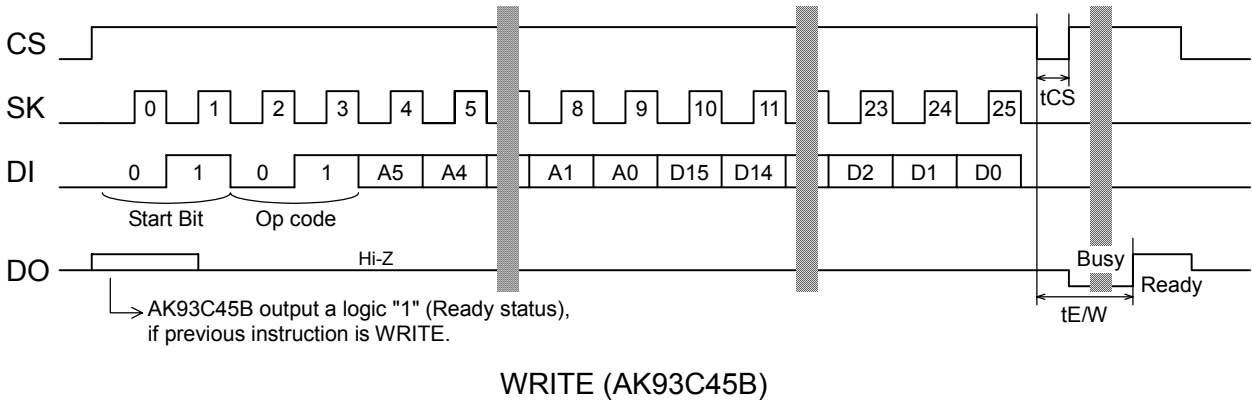 CS
tCS
SK 0 1 2 3 4 5 8 9 10 11 23 24 25
DI 0 1 0 1 A5 A4 A1 A0 D15 D14 D2 D1 D0
Start Bit Op code
DO Hi-Z Busy
Ready
AK93C45B output a logic "1" (Ready status),
if previous instruction is WRITE.
tE/W
WRITE (AK93C45B)